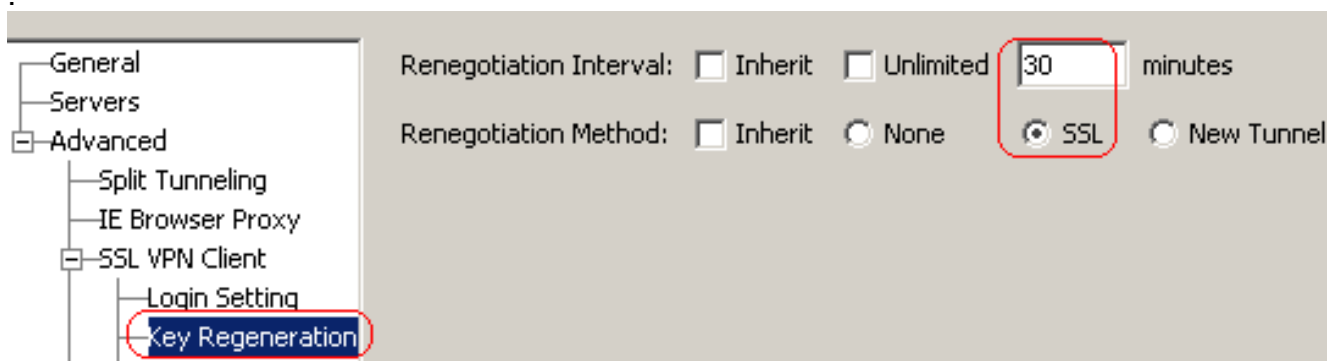 :
General
Servers
Advanced
Split Tunneling
IE Browser Proxy
SSL VPN Client
Login Setting
Key Regeneration
Renegotiation Interval: Inherit Unlimited 30 minutes
Renegotiation Method: Inherit None SSL New Tunnel